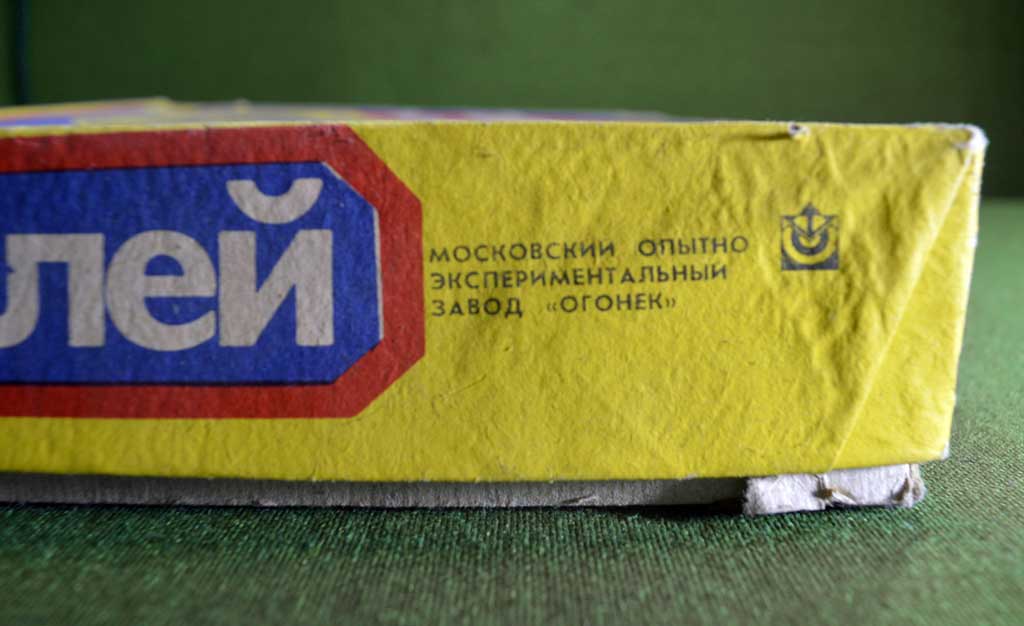 лей
МОСКОВСКИЙ ОПЫТНО
ЭКСПЕРИМЕНТАЛЬНЫЙ
ЗАВОД «ОГОНЕК»